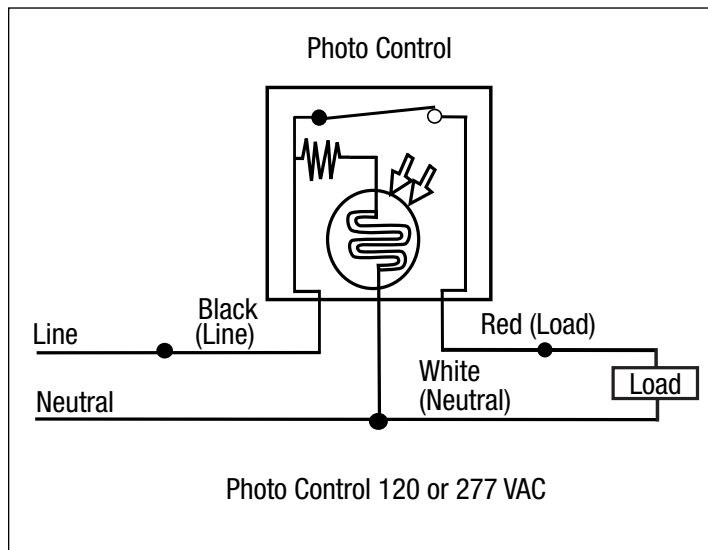 Photo Control
Black
(Line)
Line
Red (Load)
White
(Neutral)
Load
Neutral
Photo Control 120 or 277 VAC